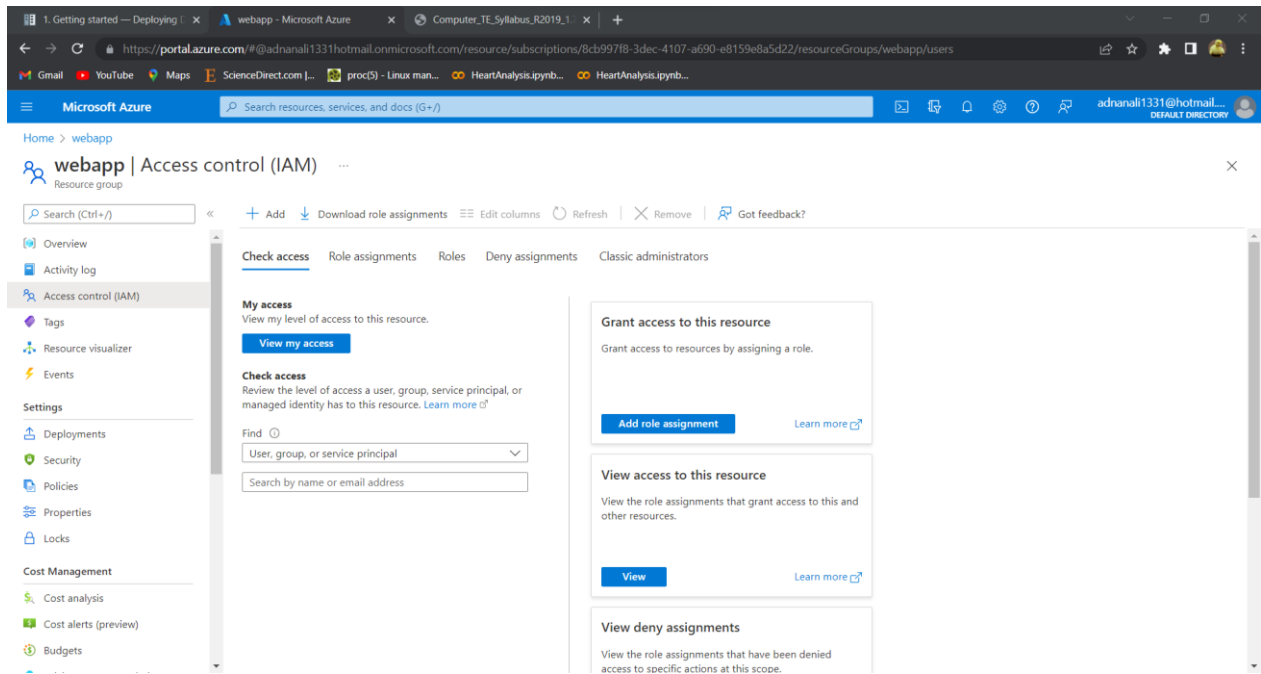 1. Getting started — Deploying
webapp - Microsoft Azure
Computer_TE_Syllabus_R2019_1.
https://portal.azure.com/#@adnanali1331hotmail.onmicrosoft.com/resource/subscriptions/8cb997f8-3dec-4107-a690-e8159e8a5d22/resourceGroups/webapp/users
Gmail YouTube Maps ScienceDirect.com |... proc(5) - Linux man... HeartAnalysis.ipynb... HeartAnalysis.ipynb...
Microsoft Azure
Search resources, services, and docs (G+/)
adnanali1331@hotmail....
DEFAULT DIRECTORY
Home > webapp
webapp | Access control (IAM) ...
Resource group
Search (Ctrl+/)
Overview
Activity log
Access control (IAM)
Tags
Resource visualizer
Events
Settings
Deployments
Security
Policies
Properties
Locks
Cost Management
Cost analysis
Cost alerts (preview)
Budgets
Add Download role assignments Edit columns Refresh Remove Got feedback?
Check access Role assignments Roles Deny assignments Classic administrators
My access
View my level of access to this resource.
View my access
Check access
Review the level of access a user, group, service principal, or
managed identity has to this resource. Learn more
Find
User, group, or service principal
Search by name or email address
Grant access to this resource
Grant access to resources by assigning a role.
Add role assignment Learn more
View access to this resource
View the role assignments that grant access to this and
other resources.
View Learn more
View deny assignments
View the role assignments that have been denied
access to specific actions at this scope.